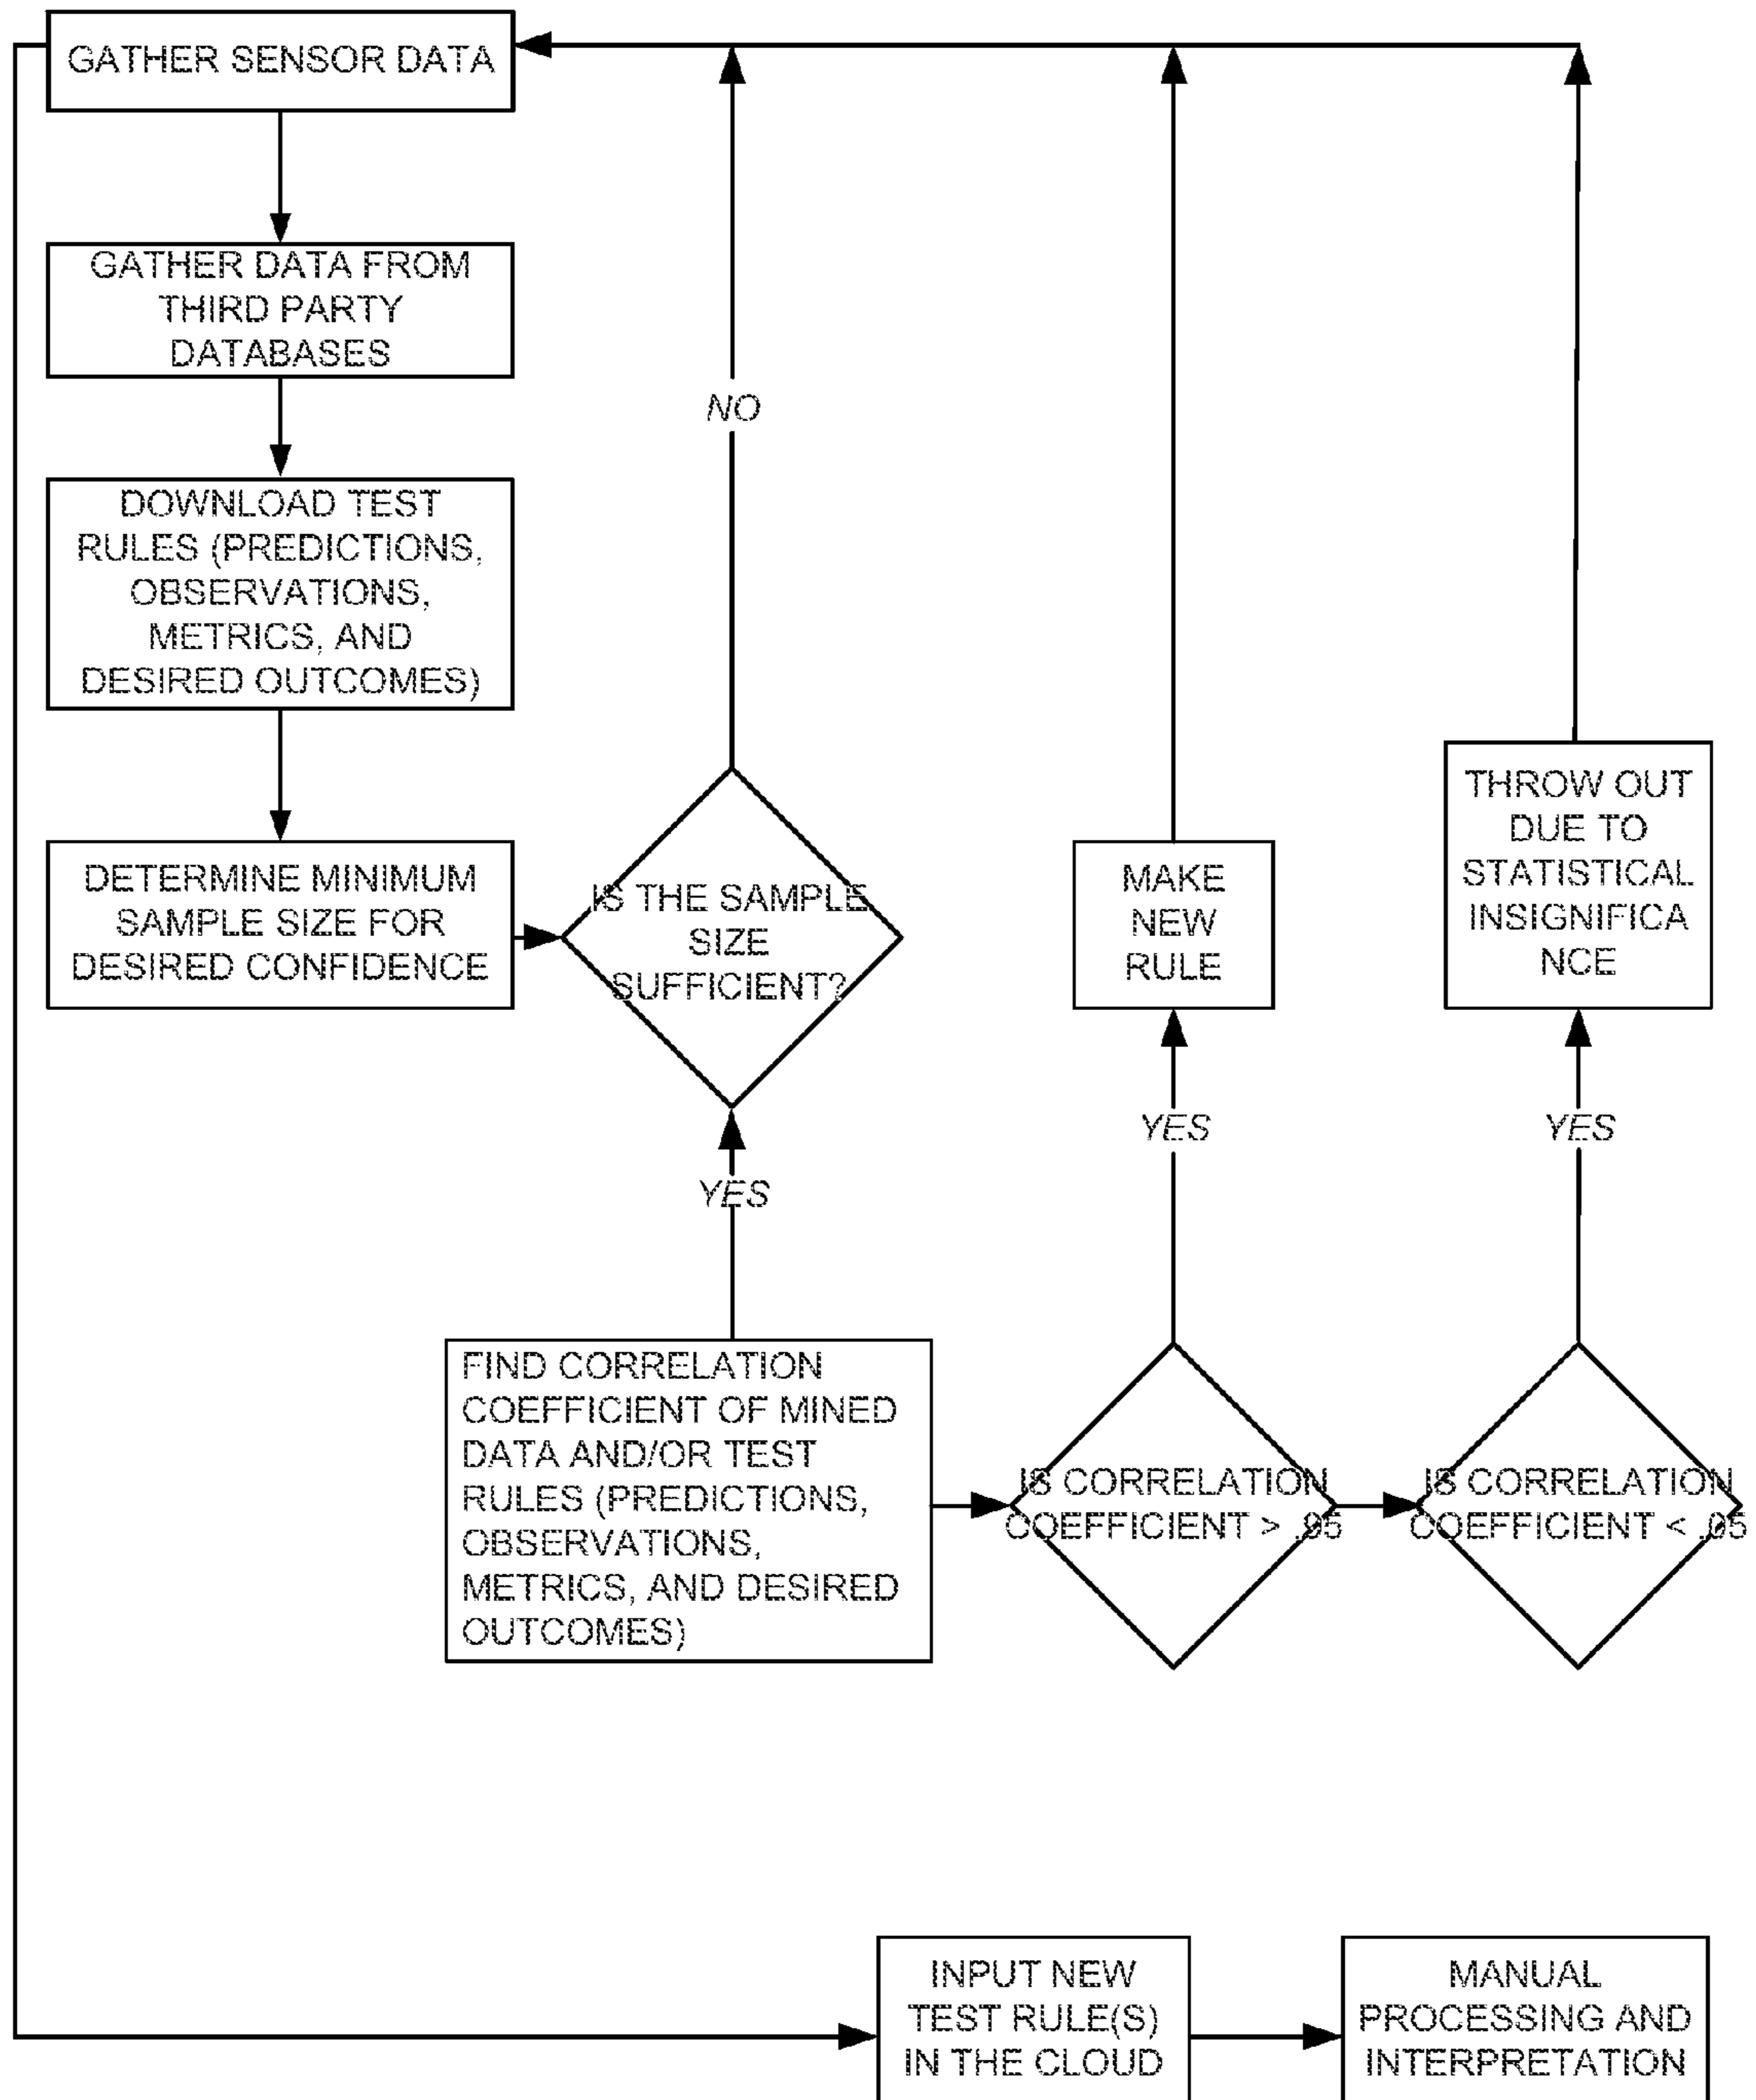 GATHER SENSOR DATA
GATHER DATA FROM
THIRD PARTY
DATABASES
NO
DOWNLOAD TEST
RULES (PREDICTIONS,
OBSERVATIONS,
METRICS, AND
DESIRED OUTCOMES)
DETERMINE MINIMUM
SAMPLE SIZE FOR
DESIRED CONFIDENCE
IS THE SAMPLE
SIZE
SUFFICIENT?
MAKE
NEW
RULE
THROW OUT
DUE TO
STATISTICAL
INSIGNIFICA
NCE
YES
YES
YES
FIND CORRELATION
COEFFICIENT OF MINED
DATA AND/OR TEST
RULES (PREDICTIONS,
OBSERVATIONS,
METRICS, AND DESIRED
OUTCOMES)
IS CORRELATION
COEFFICIENT > .95
IS CORRELATION
COEFFICIENT < .05
INPUT NEW
TEST RULE(S)
IN THE CLOUD
MANUAL
PROCESSING AND
INTERPRETATION